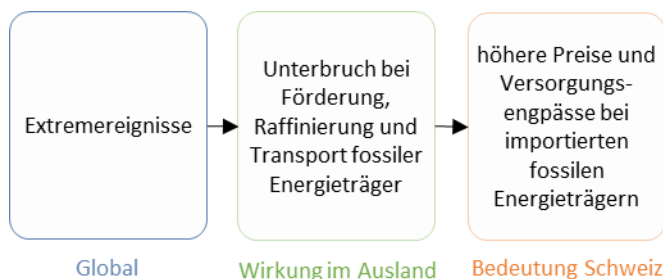 Extremereignisse
Unterbruch bei
Förderung,
Raffinierung und
Transport fossiler
Energieträger
höhere Preise und
Versorgungs-
engpässe bei
importierten
fossilen
Energieträgern
Global
Wirkung im Ausland
Bedeutung Schweiz